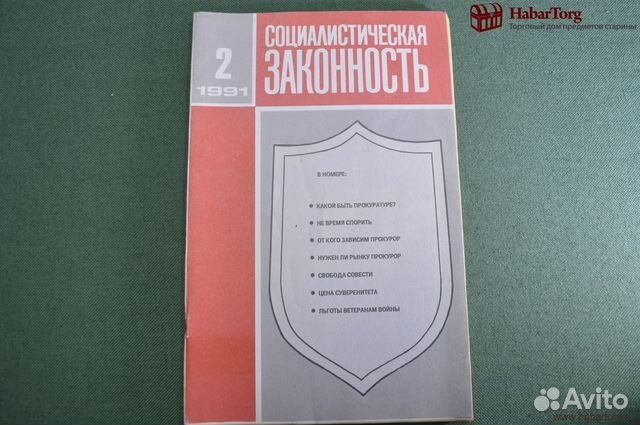 HabarTorg
Торговый дом предметов старины
2
1991
СОЦИАЛИСТИЧЕСКАЯ
ЗАКОННОСТЬ
В НОМЕРЕ:
• КАКОЙ БЫТЬ ПРОКУРАТУРЕ?
• НЕ ВРЕМЯ СПОРИТЬ
• ОТ КОГО ЗАВИСИМ ПРОКУРОР
• НУЖЕН ЛИ РЫНКУ ПРОКУРОР
• СВОБОДА СОВЕСТИ
• ЦЕНА СУВЕРЕНИТЕТА
• ЛЬГОТЫ ВЕТЕРАНАМ ВОЙНЫ
Avito